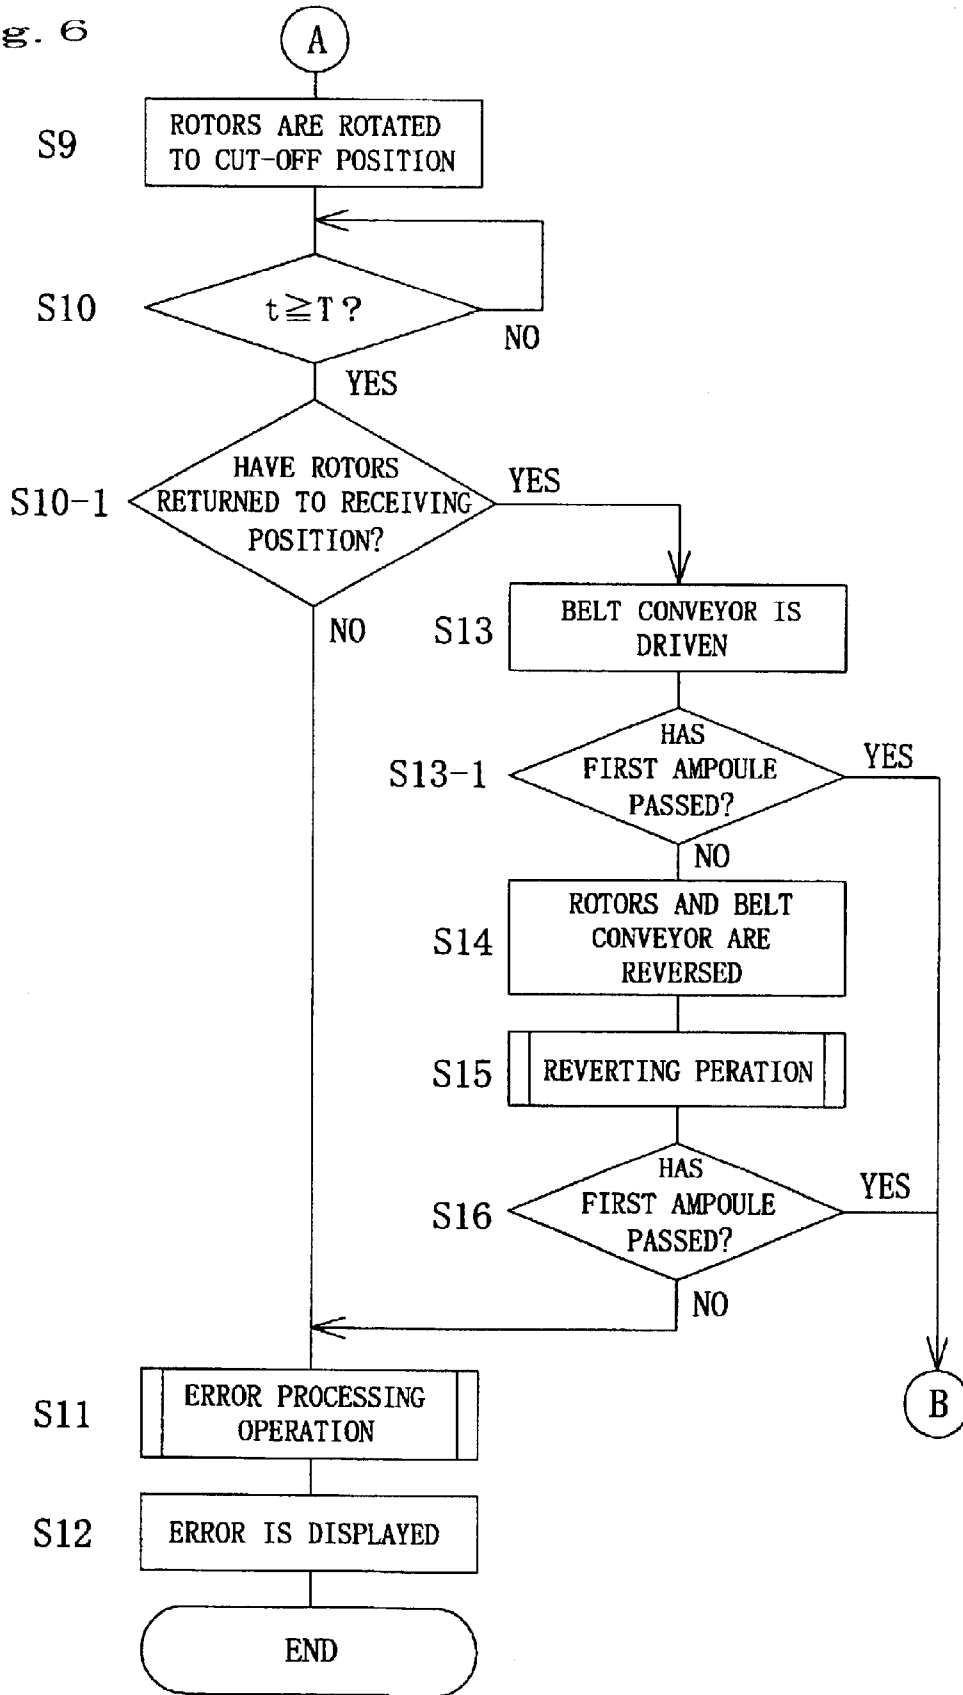 g. 6
A
S9
ROTORS ARE ROTATED
TO CUT-OFF POSITION
S10
t≧T?
NO
YES
S10-1
HAVE ROTORS
RETURNED TO RECEIVING
POSITION?
YES
NO
S13
BELT CONVEYOR IS
DRIVEN
S13-1
HAS
FIRST AMPOULE
PASSED?
YES
NO
S14
ROTORS AND BELT
CONVEYOR ARE
REVERSED
S15
REVERTING PERATION
S16
HAS
FIRST AMPOULE
PASSED?
YES
NO
S11
ERROR PROCESSING
OPERATION
B
S12
ERROR IS DISPLAYED
END